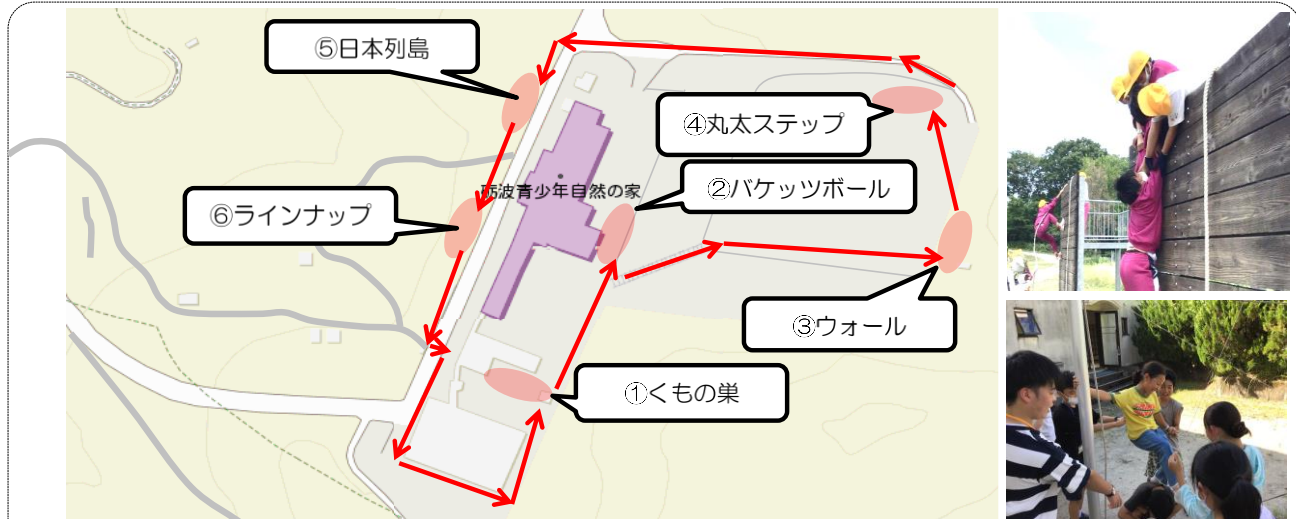 ⑤日本列島
④丸太ステップ
砺波青少年自然の家
②バケッツボール
⑥ラインナップ
③ウォール
①くもの巣